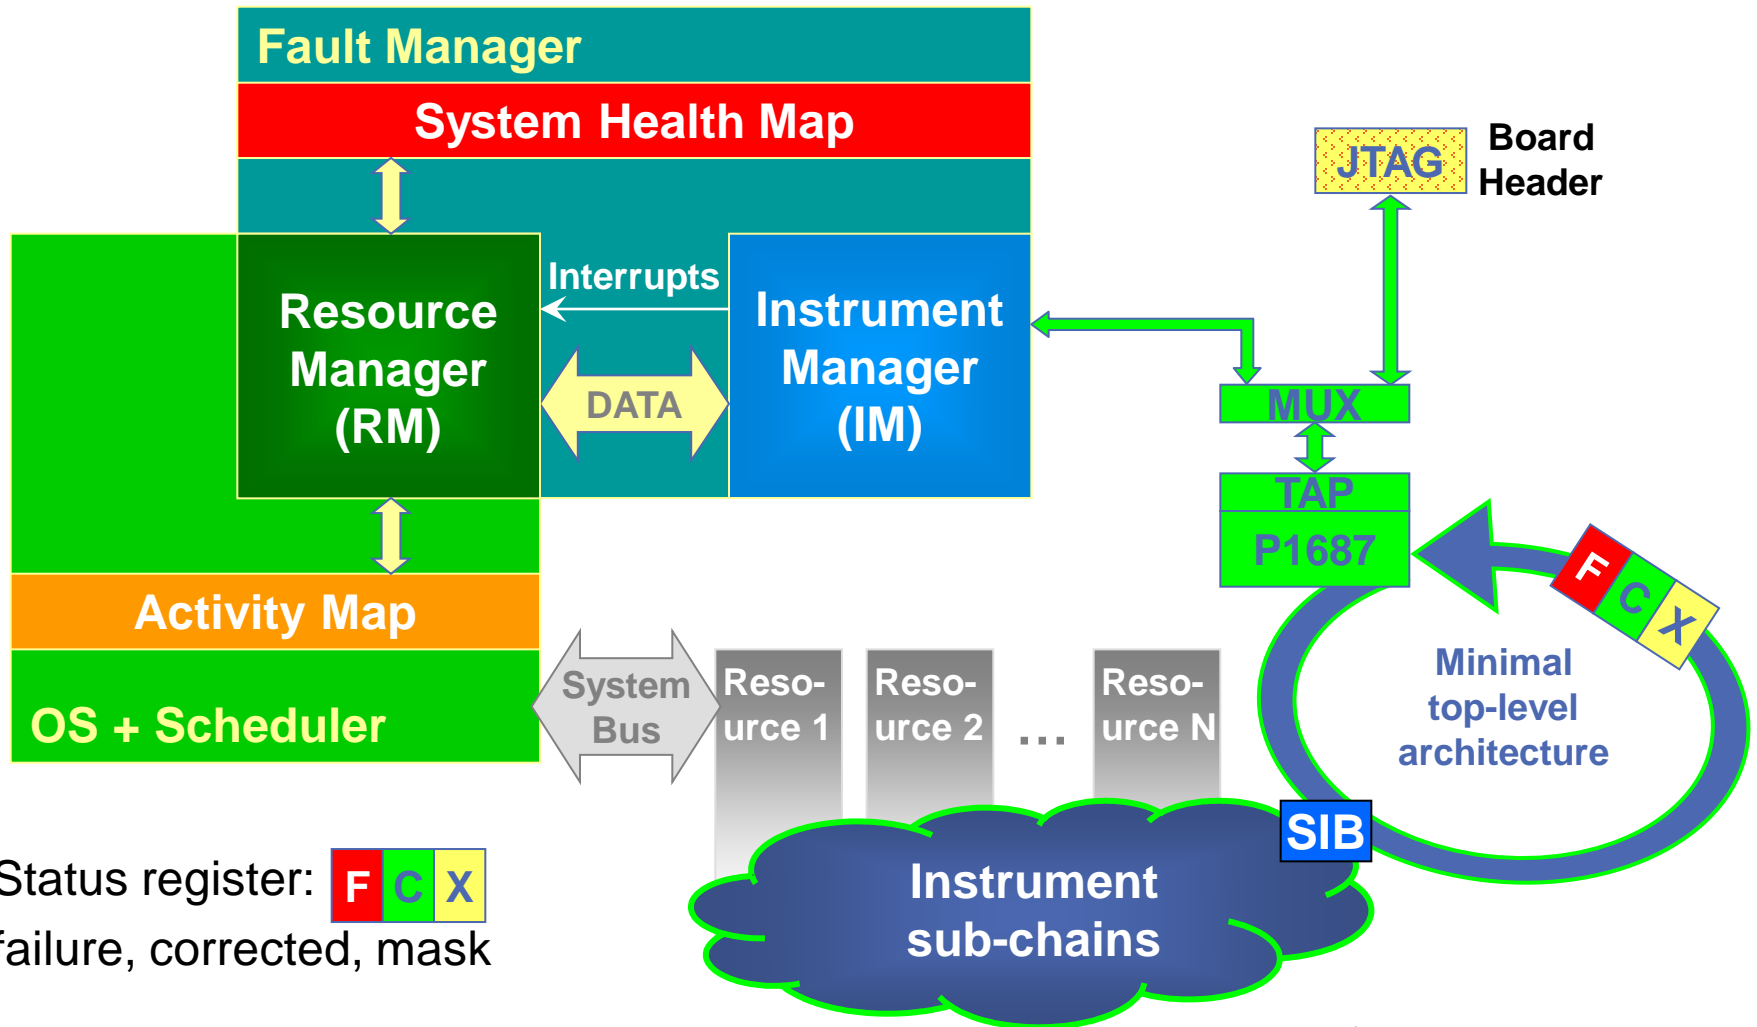 Fault Manager
System Health Map
JTAG
Board
Header
Resource
Manager
(RM)
Interrupts
DATA
Instrument
Manager
(IM)
MUX
TAP
P1687
F C X
Activity Map
OS + Scheduler
System
Bus
Reso-
urce 1
Reso-
urce 2
...
Reso-
urce N
Minimal
top-level
architecture
SIB
Instrument
sub-chains
Status register: F C X
failure, corrected, mask